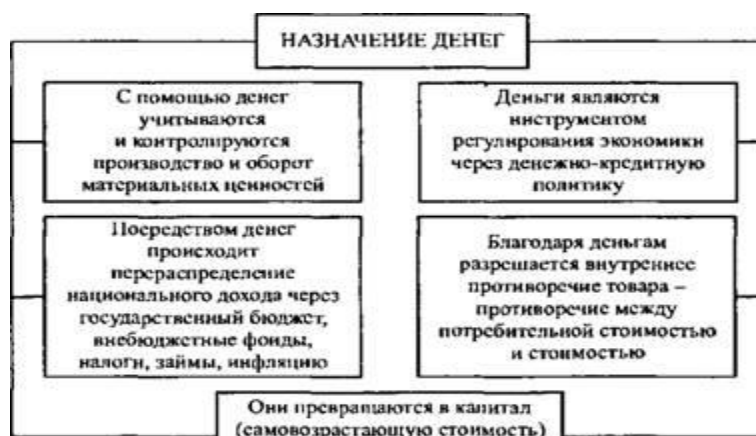 НАЗНАЧЕНИЕ ДЕНЕГ
С помощью денег
учитываются
и контролируются
производство и оборот
материальных ценностей
Деньги являются
инструментом
регулирования экономики
через денежно-кредитную
политику
Посредством денег
происходит
перераспределение
национального дохода через
государственный бюджет,
внебюджетные фонды,
налоги, займы, инфляцию
Благодаря деньгам
разрешается внутреннее
противоречие товара –
противоречие между
потребительной стоимостью
и стоимостью
Они превращаются в капитал
(самовозрастающую стоимость)